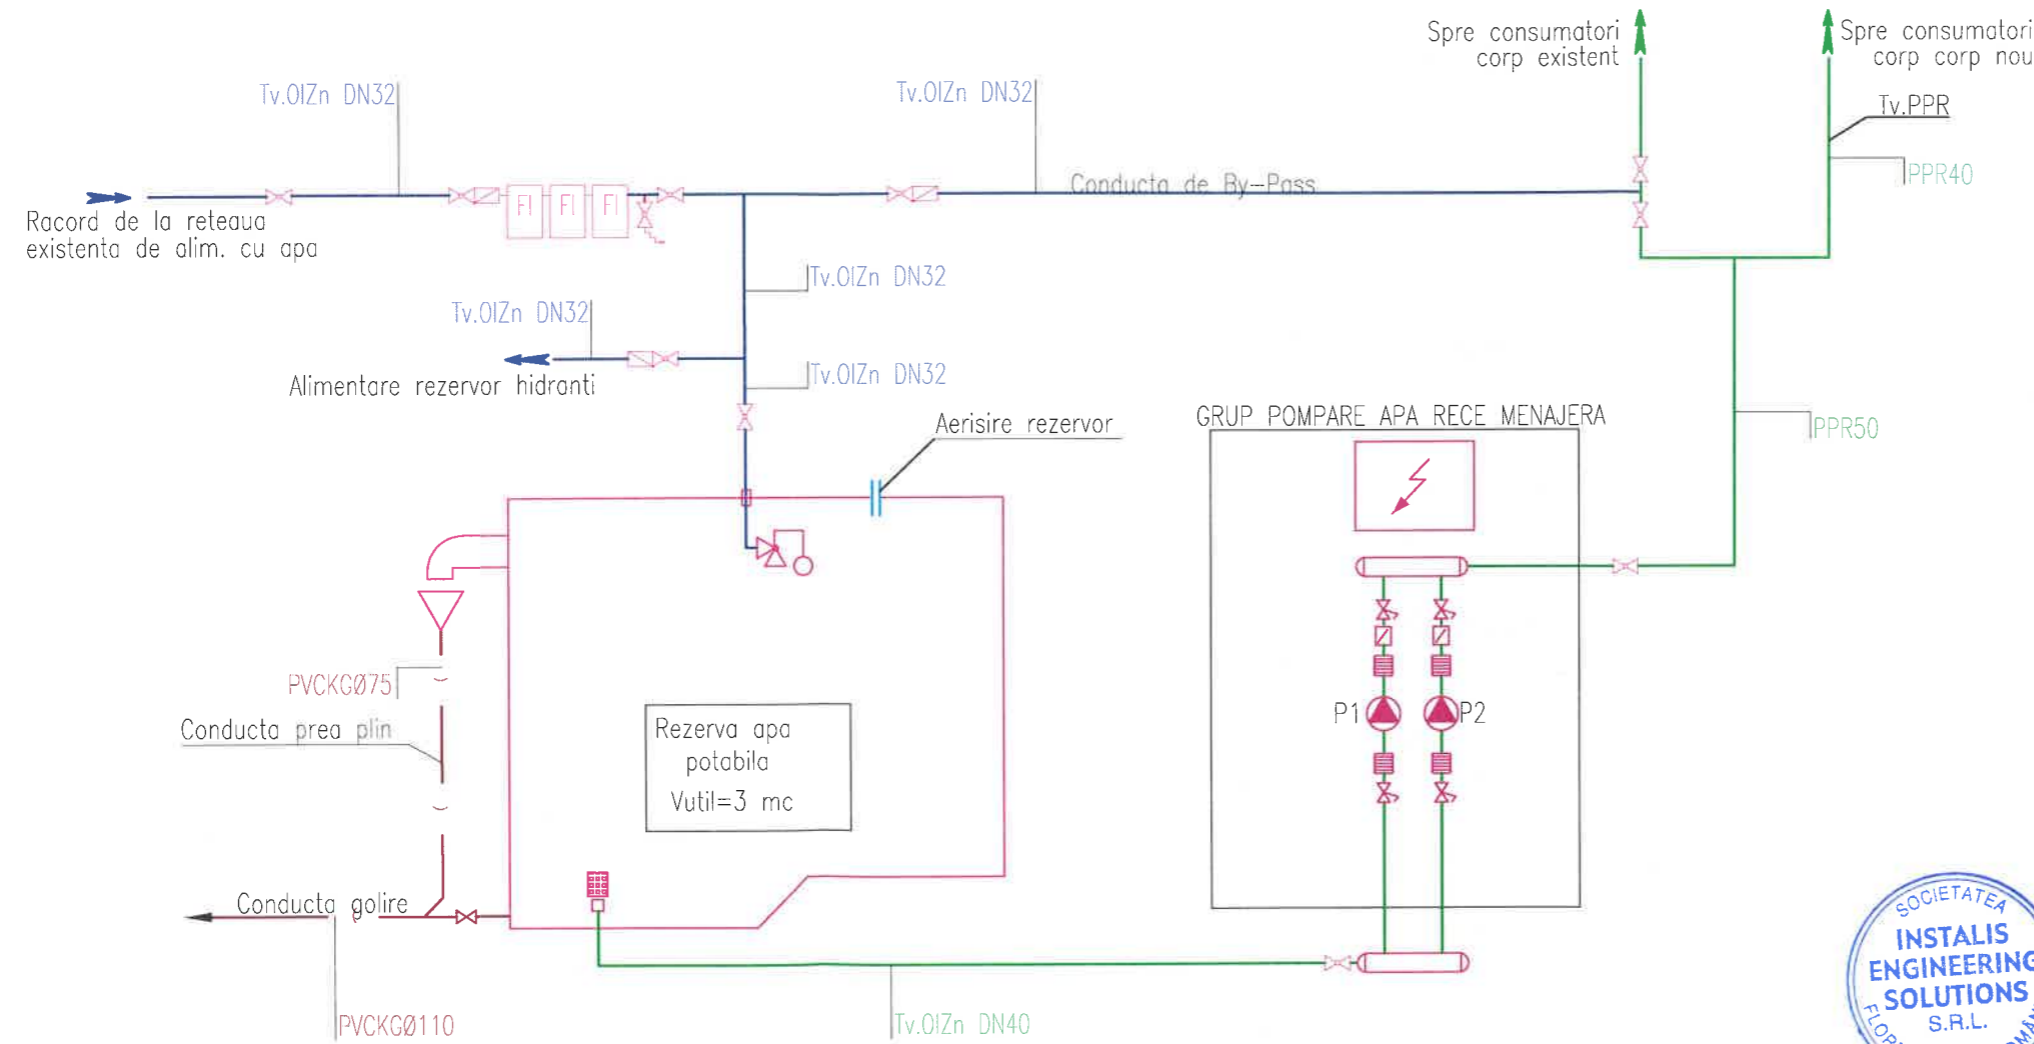 Spre consumatori
corp existent
Spre consumatori
corp corp nou
Tv.OlZn DN32
Tv.OlZn DN32
Tv.PPR
PPR40
Conducta de By-Pass
FI FI FI
Racord de la reteaua
existenta de alim. cu apa
Tv.OlZn DN32
Tv.OlZn DN32
Tv.OlZn DN32
Alimentare rezervor hidranti
Aerisire rezervor
GRUP POMPARE APA RECE MENAJERA
PPR50
PVCKGØ75
Conducta prea plin
Rezerva apa
potabila
Vutil=3 mc
P1
P2
Conducta golire
PVCKGØ110
Tv.OlZn DN40
SOCIETATEA
INSTALIS
ENGINEERING
SOLUTIONS
S.R.L.